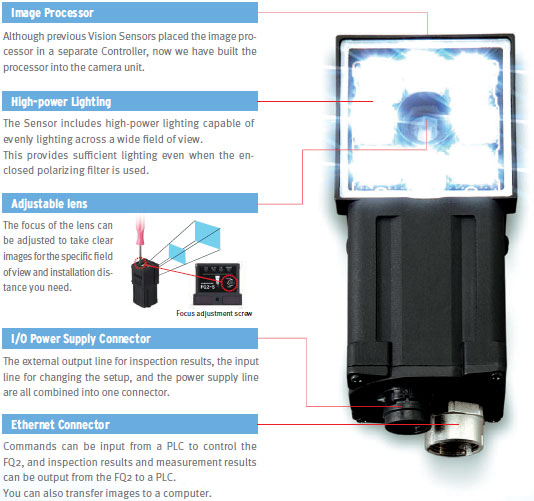 Image Processor
Although previous Vision Sensors placed the image pro-
cessor in a separate Controller, now we have built the
processor into the camera unit.
High-power Lighting
The Sensor includes high-power lighting capable of
evenly lighting across a wide field of view.
This provides sufficient lighting even when the en-
closed polarizing filter is used.
Adjustable lens
The focus of the lens can
be adjusted to take clear
images for the specific field
of view and installation dis-
tance you need.
FQ2-S
Focus adjustment screw
I/O Power Supply Connector
The external output line for inspection results, the input
line for changing the setup, and the power supply line
are all combined into one connector.
Ethernet Connector
Commands can be input from a PLC to control the
FQ2, and inspection results and measurement results
can be output from the FQ2 to a PLC.
You can also transfer images to a computer.